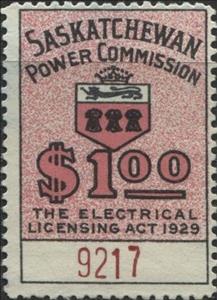 SASKATCHEWAN
POWER COMMISSION
$1.00
THE ELECTRICAL
LICENSING ACT 1929
9217